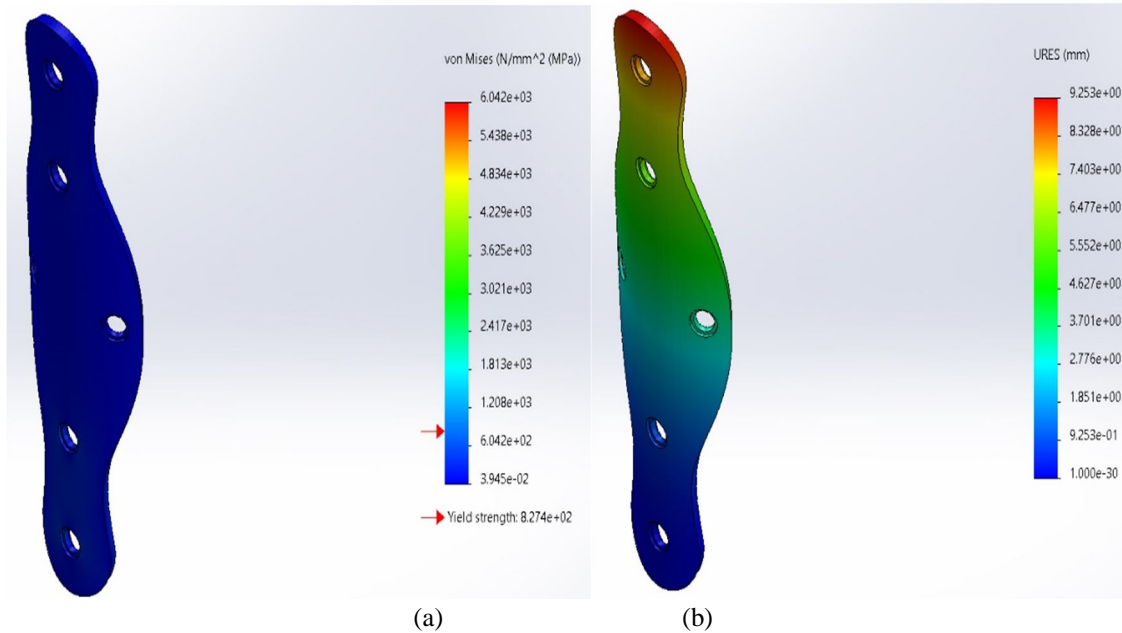 von Mises (N/mm^2 (MPa))
6.042e+03
5.438e+03
4.834e+03
4.229e+03
3.625e+03
3.021e+03
2.417e+03
1.813e+03
1.208e+03
6.042e+02
3.945e-02
Yield strength: 8.274e+02
URES (mm)
9.253e+00
8.328e+00
7.403e+00
6.477e+00
5.552e+00
4.627e+00
3.701e+00
2.776e+00
1.851e+00
9.253e-01
1.000e-30
(a)
(b)